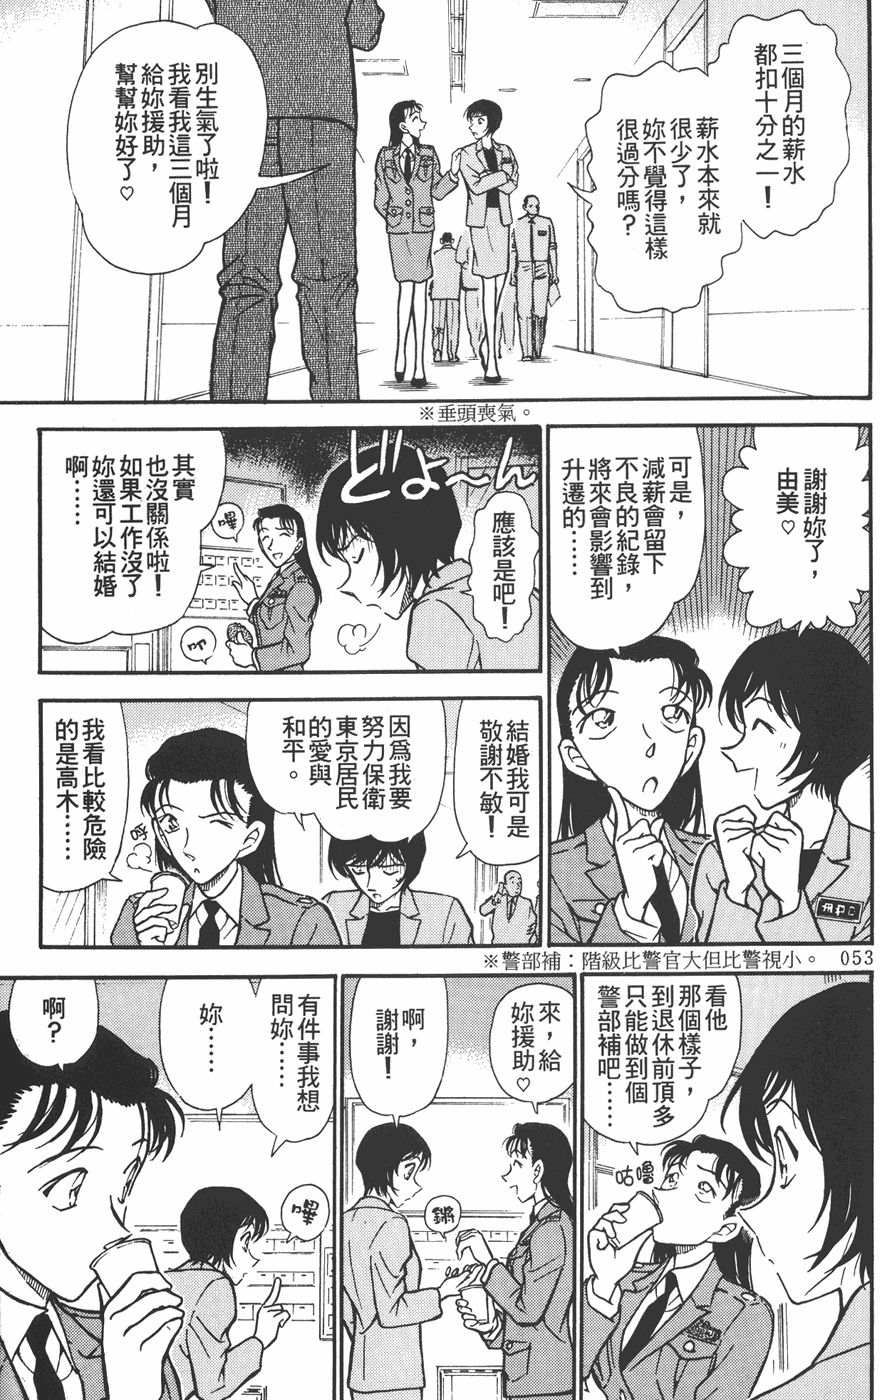 三個月的薪水
都扣十分之一！
薪水本來就
很少了，
妳不覺得這樣
很過分嗎？
別生氣了啦！
我看我這三個月
給妳援助，
幫幫妳好了♡
※垂頭喪氣。
謝謝妳了，
由美♡
可是，
減薪會留下
不良的紀錄，
將來會影響到
升遷的……
MPD
どよ～ん
應該是吧！
其實
也沒關係啦！
如果工作沒了
妳還可以結婚
啊……
嗶
叩
結婚我可是
敬謝不敏！
因為我要
努力保衛
東京居民
的愛與
和平。
我看比較危險
的是高木……
※警部補：階級比警官大但比警視小。
053
看他
那個樣子，
到退休前頂多
只能做到個
警部補吧……
咕嚕
來，給
妳援助♡
啊，
謝謝！
鏘
有件事我想
問妳……
妳……
嗶
啊？